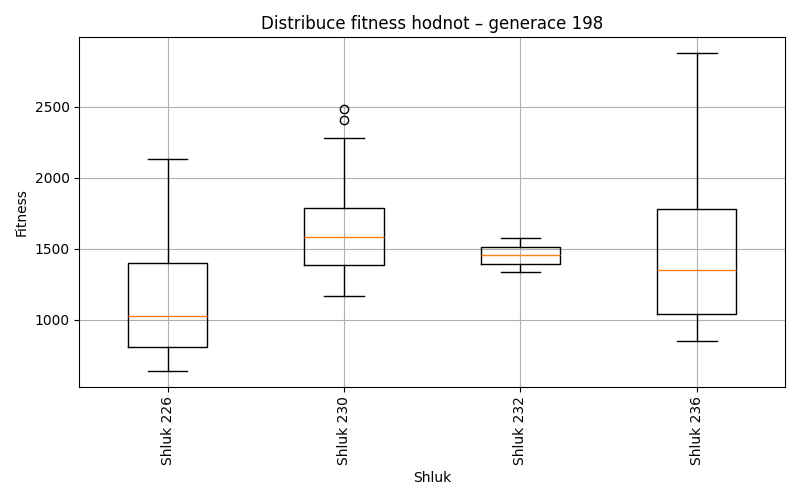 Distribuce fitness hodnot – generace 198
Fitness
2500
2000
1500
1000
Shluk 226
Shluk 230
Shluk 232
Shluk 236
Shluk